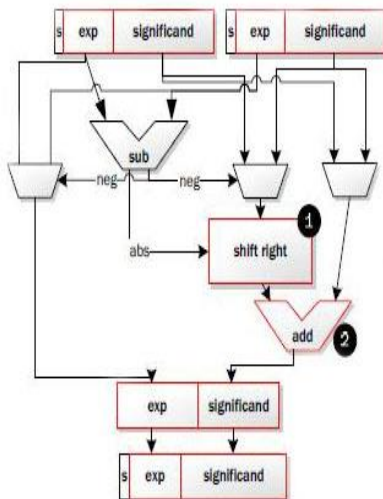 s exp significand s exp significand
sub
neg neg
1
abs shift right
add
2
exp significand
s exp significand